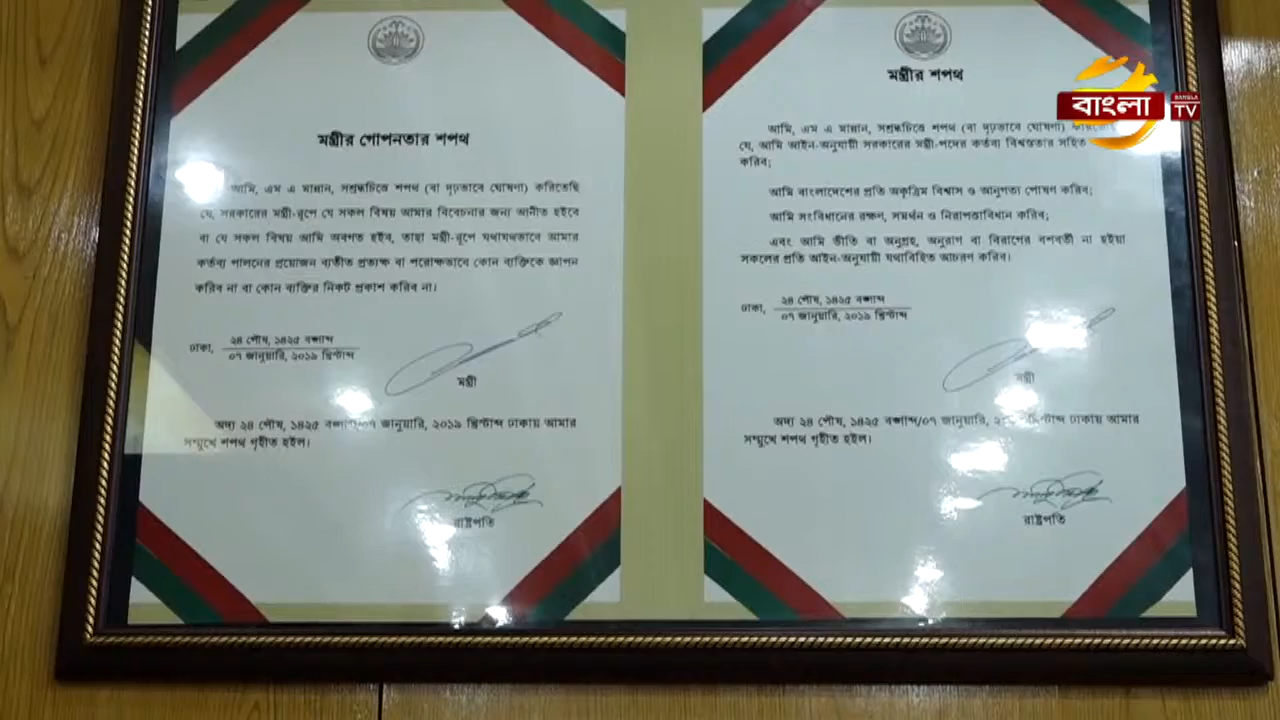 মন্ত্রীর গোপনতার শপথ
আমি, এম এ মান্নান, সশ্রদ্ধচিত্তে শপথ (বা দৃঢ়ভাবে ঘোষণা) করিতেছি
যে, সরকারের মন্ত্রী-রূপে যে সকল বিষয় আমার বিবেচনার জন্য আনীত হইবে
বা যে সকল বিষয় আমি অবগত হইব, তাহা মন্ত্রী-রূপে যথাযথভাবে আমার
কর্তব্য পালনের প্রয়োজন ব্যতীত প্রত্যক্ষ বা পরোক্ষভাবে কোন ব্যক্তিকে জ্ঞাপন
করিব না বা কোন ব্যক্তির নিকট প্রকাশ করিব না।
ঢাকা, ২৪ পৌষ, ১৪২৫ বঙ্গাব্দ
০৭ জানুয়ারি, ২০১৯ খ্রিস্টাব্দ
মন্ত্রী
অদ্য ২৪ পৌষ, ১৪২৫ বঙ্গাব্দ/০৭ জানুয়ারি, ২০১৯ খ্রিস্টাব্দ ঢাকায় আমার
সম্মুখে শপথ গৃহীত হইল।
রাষ্ট্রপতি
মন্ত্রীর শপথ
আমি, এম এ মান্নান, সশ্রদ্ধচিত্তে শপথ (বা দৃঢ়ভাবে ঘোষণা)
যে, আমি আইন-অনুযায়ী সরকারের মন্ত্রী-পদের কর্তব্য বিশ্বস্ততার সহিত
করিব;
আমি বাংলাদেশের প্রতি অকৃত্রিম বিশ্বাস ও আনুগত্য পোষণ করিব;
আমি সংবিধানের রক্ষণ, সমর্থন ও নিরাপত্তাবিধান করিব;
এবং আমি ভীতি বা অনুগ্রহ, অনুরাগ বা বিরাগের বশবর্তী না হইয়া
সকলের প্রতি আইন-অনুযায়ী যথাবিহিত আচরণ করিব।
ঢাকা, ২৪ পৌষ, ১৪২৫ বঙ্গাব্দ
০৭ জানুয়ারি, ২০১৯ খ্রিস্টাব্দ
মন্ত্রী
অদ্য ২৪ পৌষ, ১৪২৫ বঙ্গাব্দ/০৭ জানুয়ারি, ঢাকায় আমার
সম্মুখে শপথ গৃহীত হইল।
রাষ্ট্রপতি
বাংলা BANGLA TV